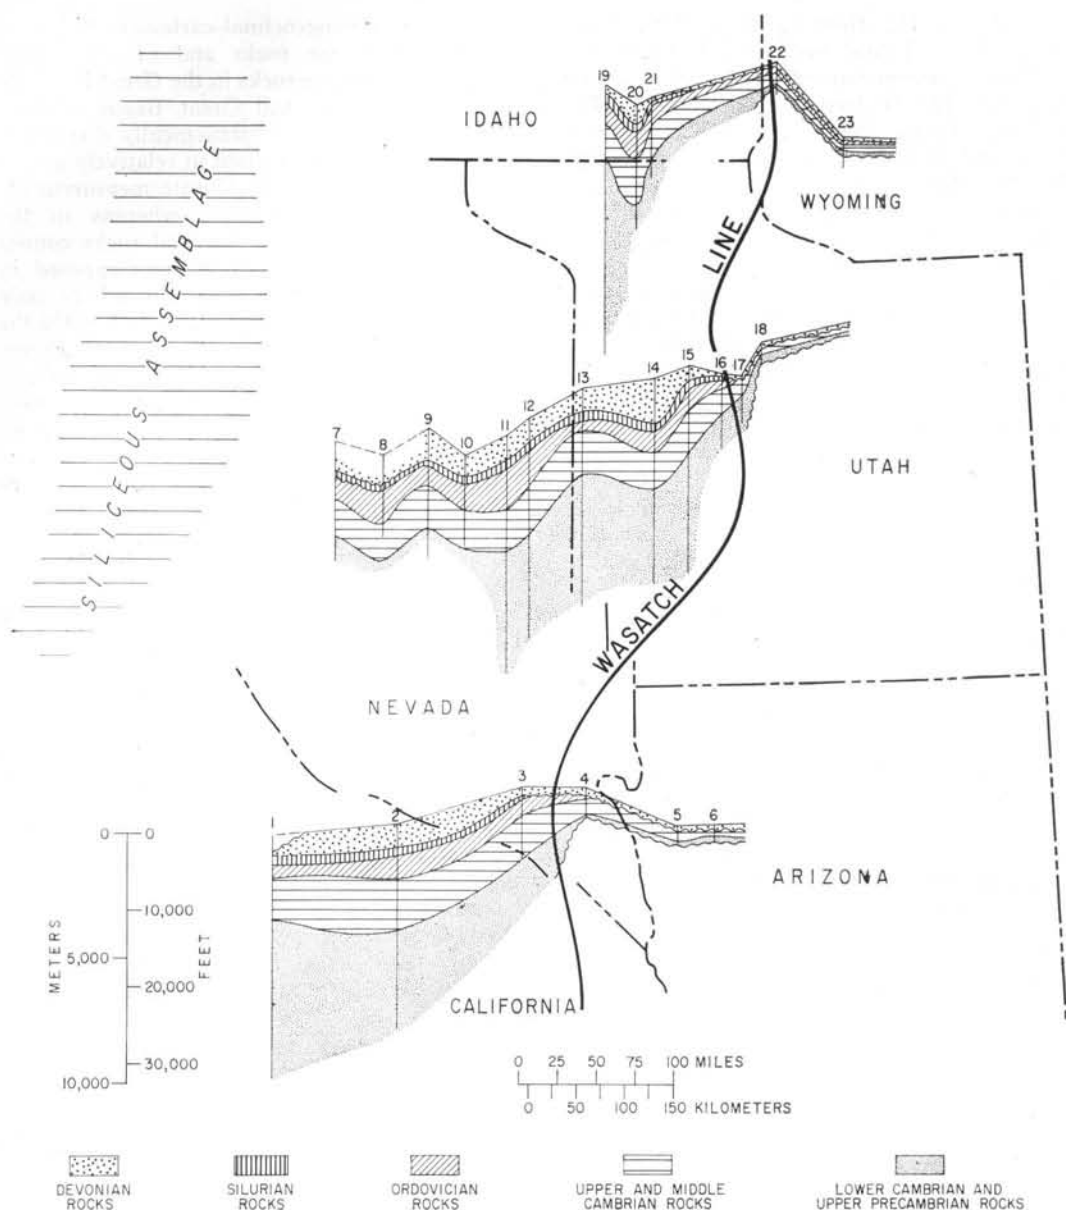 IDAHO
19
20
21
22
23
WYOMING
SILICEOUS ASSEMBLAGE
WASATCH LINE
7
8
9
10
11
12
13
14
15
16
17
18
UTAH
NEVADA
1
2
3
4
5
6
ARIZONA
CALIFORNIA
METERS
0
5,000
10,000
FEET
0
10,000
20,000
30,000
0 25 50 75 100 MILES
0 50 100 150 KILOMETERS
DEVONIAN
ROCKS
SILURIAN
ROCKS
ORDOVICIAN
ROCKS
UPPER AND MIDDLE
CAMBRIAN ROCKS
LOWER CAMBRIAN AND
UPPER PRECAMBRIAN ROCKS